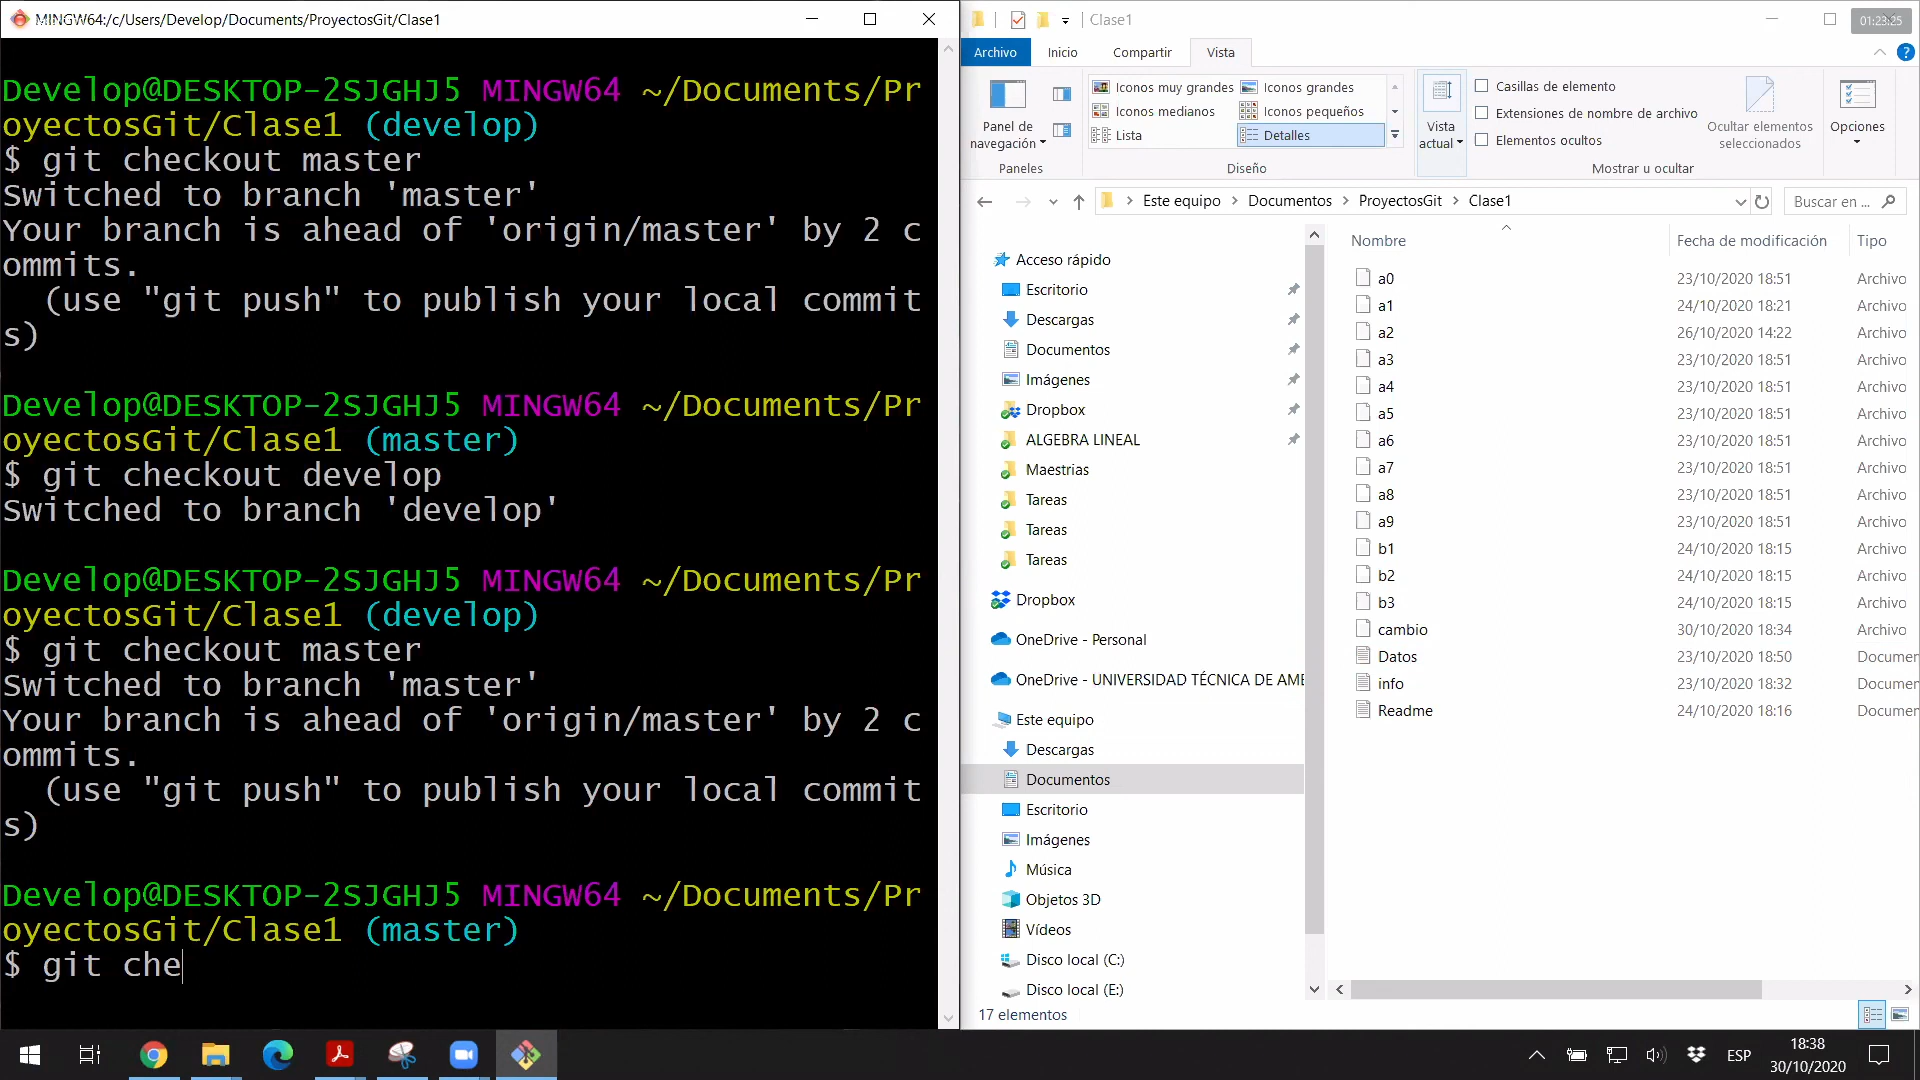 MINGW64:/c/Users/Develop/Documents/ProyectosGit/Clase1
Develop@DESKTOP-2SJGHJ5 MINGW64 ~/Documents/Pr
oyectosGit/Clase1 (develop)
$ git checkout master
Switched to branch 'master'
Your branch is ahead of 'origin/master' by 2 c
ommits.
(use "git push" to publish your local commit
s)
Develop@DESKTOP-2SJGHJ5 MINGW64 ~/Documents/Pr
oyectosGit/Clase1 (master)
$ git checkout develop
Switched to branch 'develop'
Develop@DESKTOP-2SJGHJ5 MINGW64 ~/Documents/Pr
oyectosGit/Clase1 (develop)
$ git checkout master
Switched to branch 'master'
Your branch is ahead of 'origin/master' by 2 c
ommits.
(use "git push" to publish your local commit
s)
Develop@DESKTOP-2SJGHJ5 MINGW64 ~/Documents/Pr
oyectosGit/Clase1 (master)
$ git che
Clase1
01:23:25
Archivo Inicio Compartir Vista
Panel de
navegación
Paneles
Iconos muy grandes Iconos grandes
Iconos medianos Iconos pequeños
Lista Detalles
Diseño
Vista
actual
Casillas de elemento
Extensiones de nombre de archivo
Elementos ocultos
Ocultar elementos
seleccionados
Mostrar u ocultar
Opciones
Este equipo > Documentos > ProyectosGit > Clase1
Buscar en ...
Acceso rápido
Escritorio
Descargas
Documentos
Imágenes
Dropbox
ALGEBRA LINEAL
Maestrias
Tareas
Tareas
Tareas
Dropbox
OneDrive - Personal
OneDrive - UNIVERSIDAD TÉCNICA DE AMB
Este equipo
Descargas
Documentos
Escritorio
Imágenes
Música
Objetos 3D
Vídeos
Disco local (C:)
Disco local (E:)
Nombre Fecha de modificación Tipo
a0 23/10/2020 18:51 Archivo
a1 24/10/2020 18:21 Archivo
a2 26/10/2020 14:22 Archivo
a3 23/10/2020 18:51 Archivo
a4 23/10/2020 18:51 Archivo
a5 23/10/2020 18:51 Archivo
a6 23/10/2020 18:51 Archivo
a7 23/10/2020 18:51 Archivo
a8 23/10/2020 18:51 Archivo
a9 23/10/2020 18:51 Archivo
b1 24/10/2020 18:15 Archivo
b2 24/10/2020 18:15 Archivo
b3 24/10/2020 18:15 Archivo
cambio 30/10/2020 18:34 Archivo
Datos 23/10/2020 18:50 Documen
info 23/10/2020 18:32 Documen
Readme 24/10/2020 18:16 Documen
17 elementos
ESP
18:38
30/10/2020